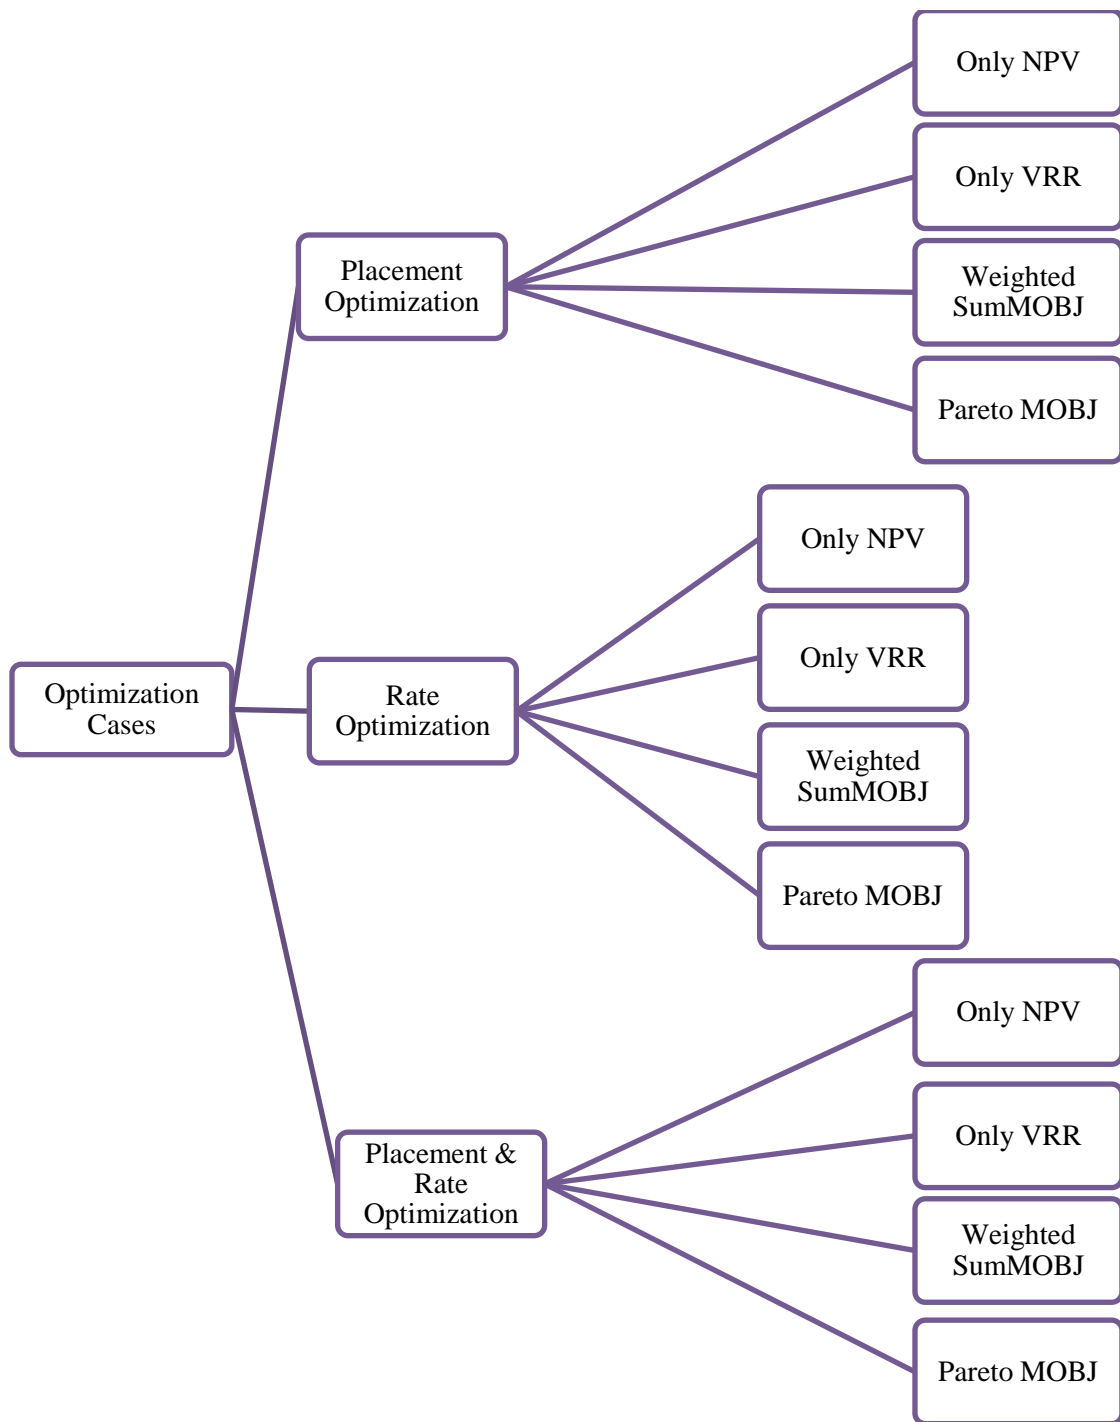 Optimization
Cases
Placement
Optimization
Only NPV
Only VRR
Weighted
SumMOBJ
Pareto MOBJ
Rate
Optimization
Only NPV
Only VRR
Weighted
SumMOBJ
Pareto MOBJ
Placement &
Rate
Optimization
Only NPV
Only VRR
Weighted
SumMOBJ
Pareto MOBJ